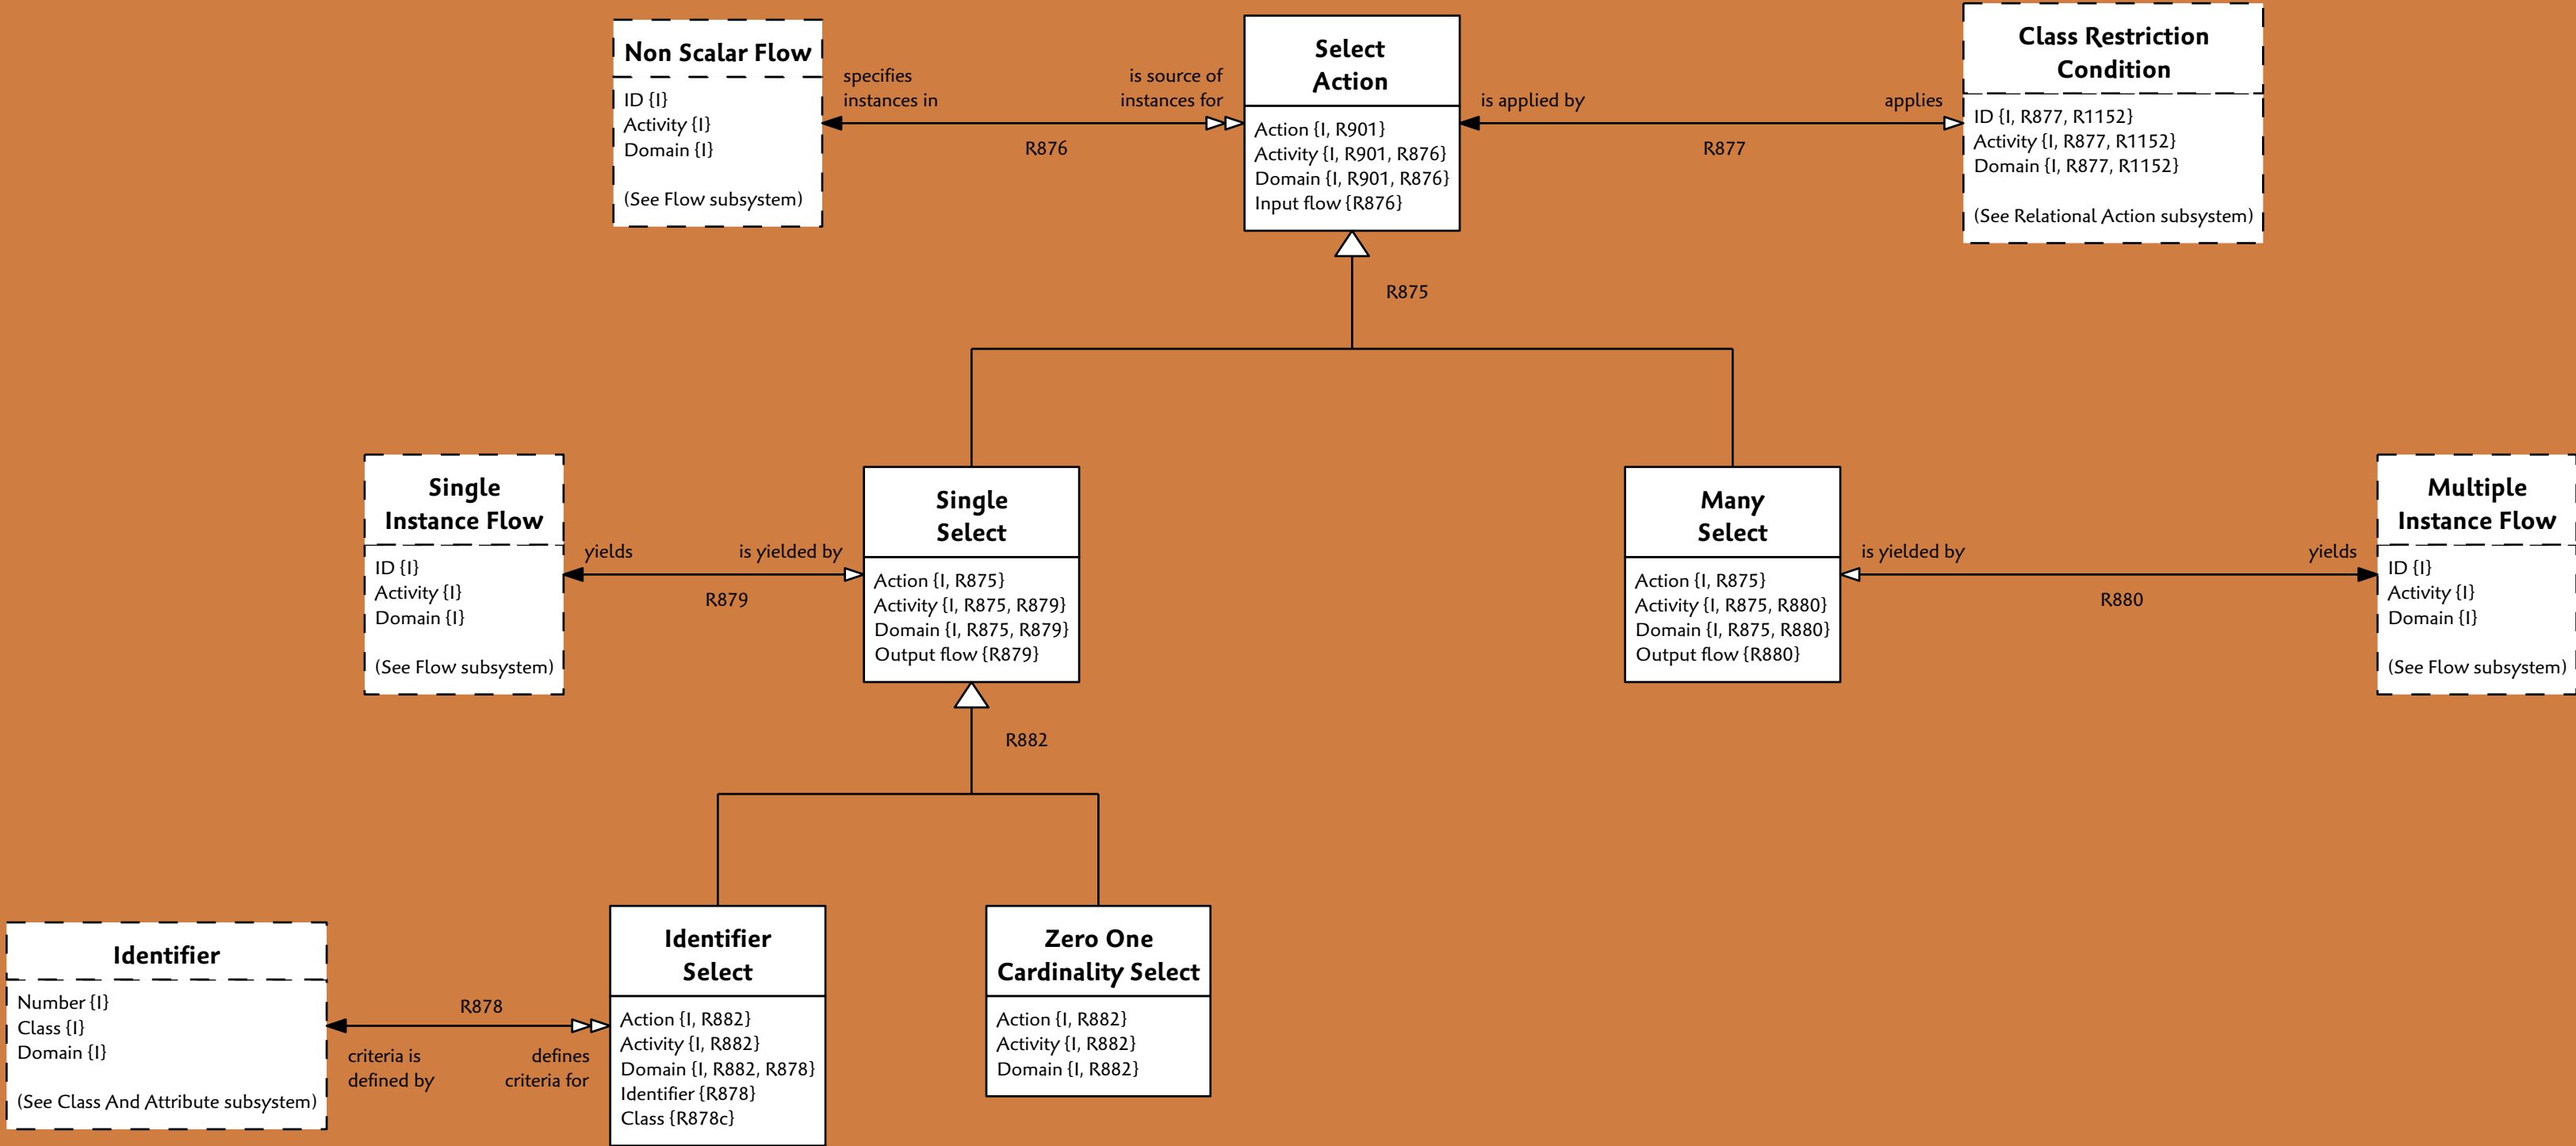 Non Scalar Flow
ID {I}
Activity {I}
Domain {I}
(See Flow subsystem)
specifies
instances in
is source of
instances for
R876
Select
Action
Action {I, R901}
Activity {I, R901, R876}
Domain {I, R901, R876}
Input flow {R876}
is applied by
applies
R877
Class Restriction
Condition
ID {I, R877, R1152}
Activity {I, R877, R1152}
Domain {I, R877, R1152}
(See Relational Action subsystem)
R875
Single
Instance Flow
ID {I}
Activity {I}
Domain {I}
(See Flow subsystem)
yields
is yielded by
R879
Single
Select
Action {I, R875}
Activity {I, R875, R879}
Domain {I, R875, R879}
Output flow {R879}
Many
Select
Action {I, R875}
Activity {I, R875, R880}
Domain {I, R875, R880}
Output flow {R880}
is yielded by
yields
R880
Multiple
Instance Flow
ID {I}
Activity {I}
Domain {I}
(See Flow subsystem)
R882
Identifier
Number {I}
Class {I}
Domain {I}
(See Class And Attribute subsystem)
R878
criteria is
defined by
defines
criteria for
Identifier
Select
Action {I, R882}
Activity {I, R882}
Domain {I, R882, R878}
Identifier {R878}
Class {R878c}
Zero One
Cardinality Select
Action {I, R882}
Activity {I, R882}
Domain {I, R882}